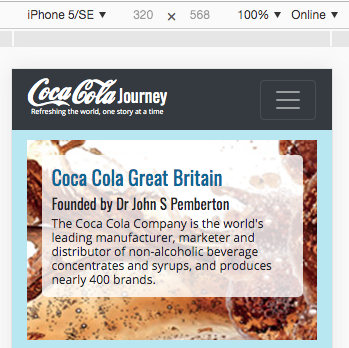 iPhone 5/SE ▼ 320 × 568 100% ▼ Online ▼
Coca Cola Journey
Refreshing the world, one story at a time
Coca Cola Great Britain
Founded by Dr John S Pemberton
The Coca Cola Company is the world's
leading manufacturer, marketer and
distributor of non-alcoholic beverage
concentrates and syrups, and produces
nearly 400 brands.